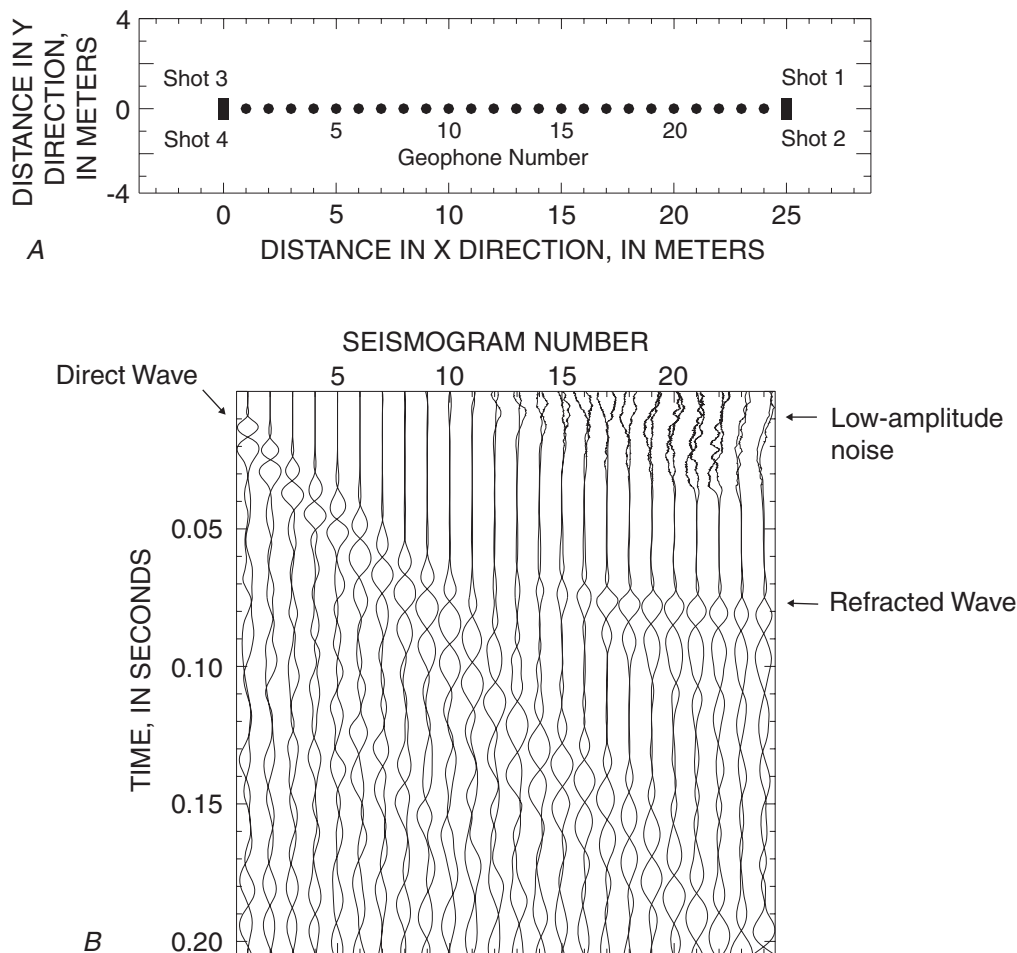 DISTANCE IN Y
DIRECTION,
IN METERS
4
0
-4
Shot 3
Shot 1
Shot 4
Shot 2
5
10
15
20
Geophone Number
0
5
10
15
20
25
A
DISTANCE IN X DIRECTION, IN METERS
SEISMOGRAM NUMBER
Direct Wave
5
10
15
20
Low-amplitude
noise
0.05
Refracted Wave
TIME, IN SECONDS
0.10
0.15
0.20
B